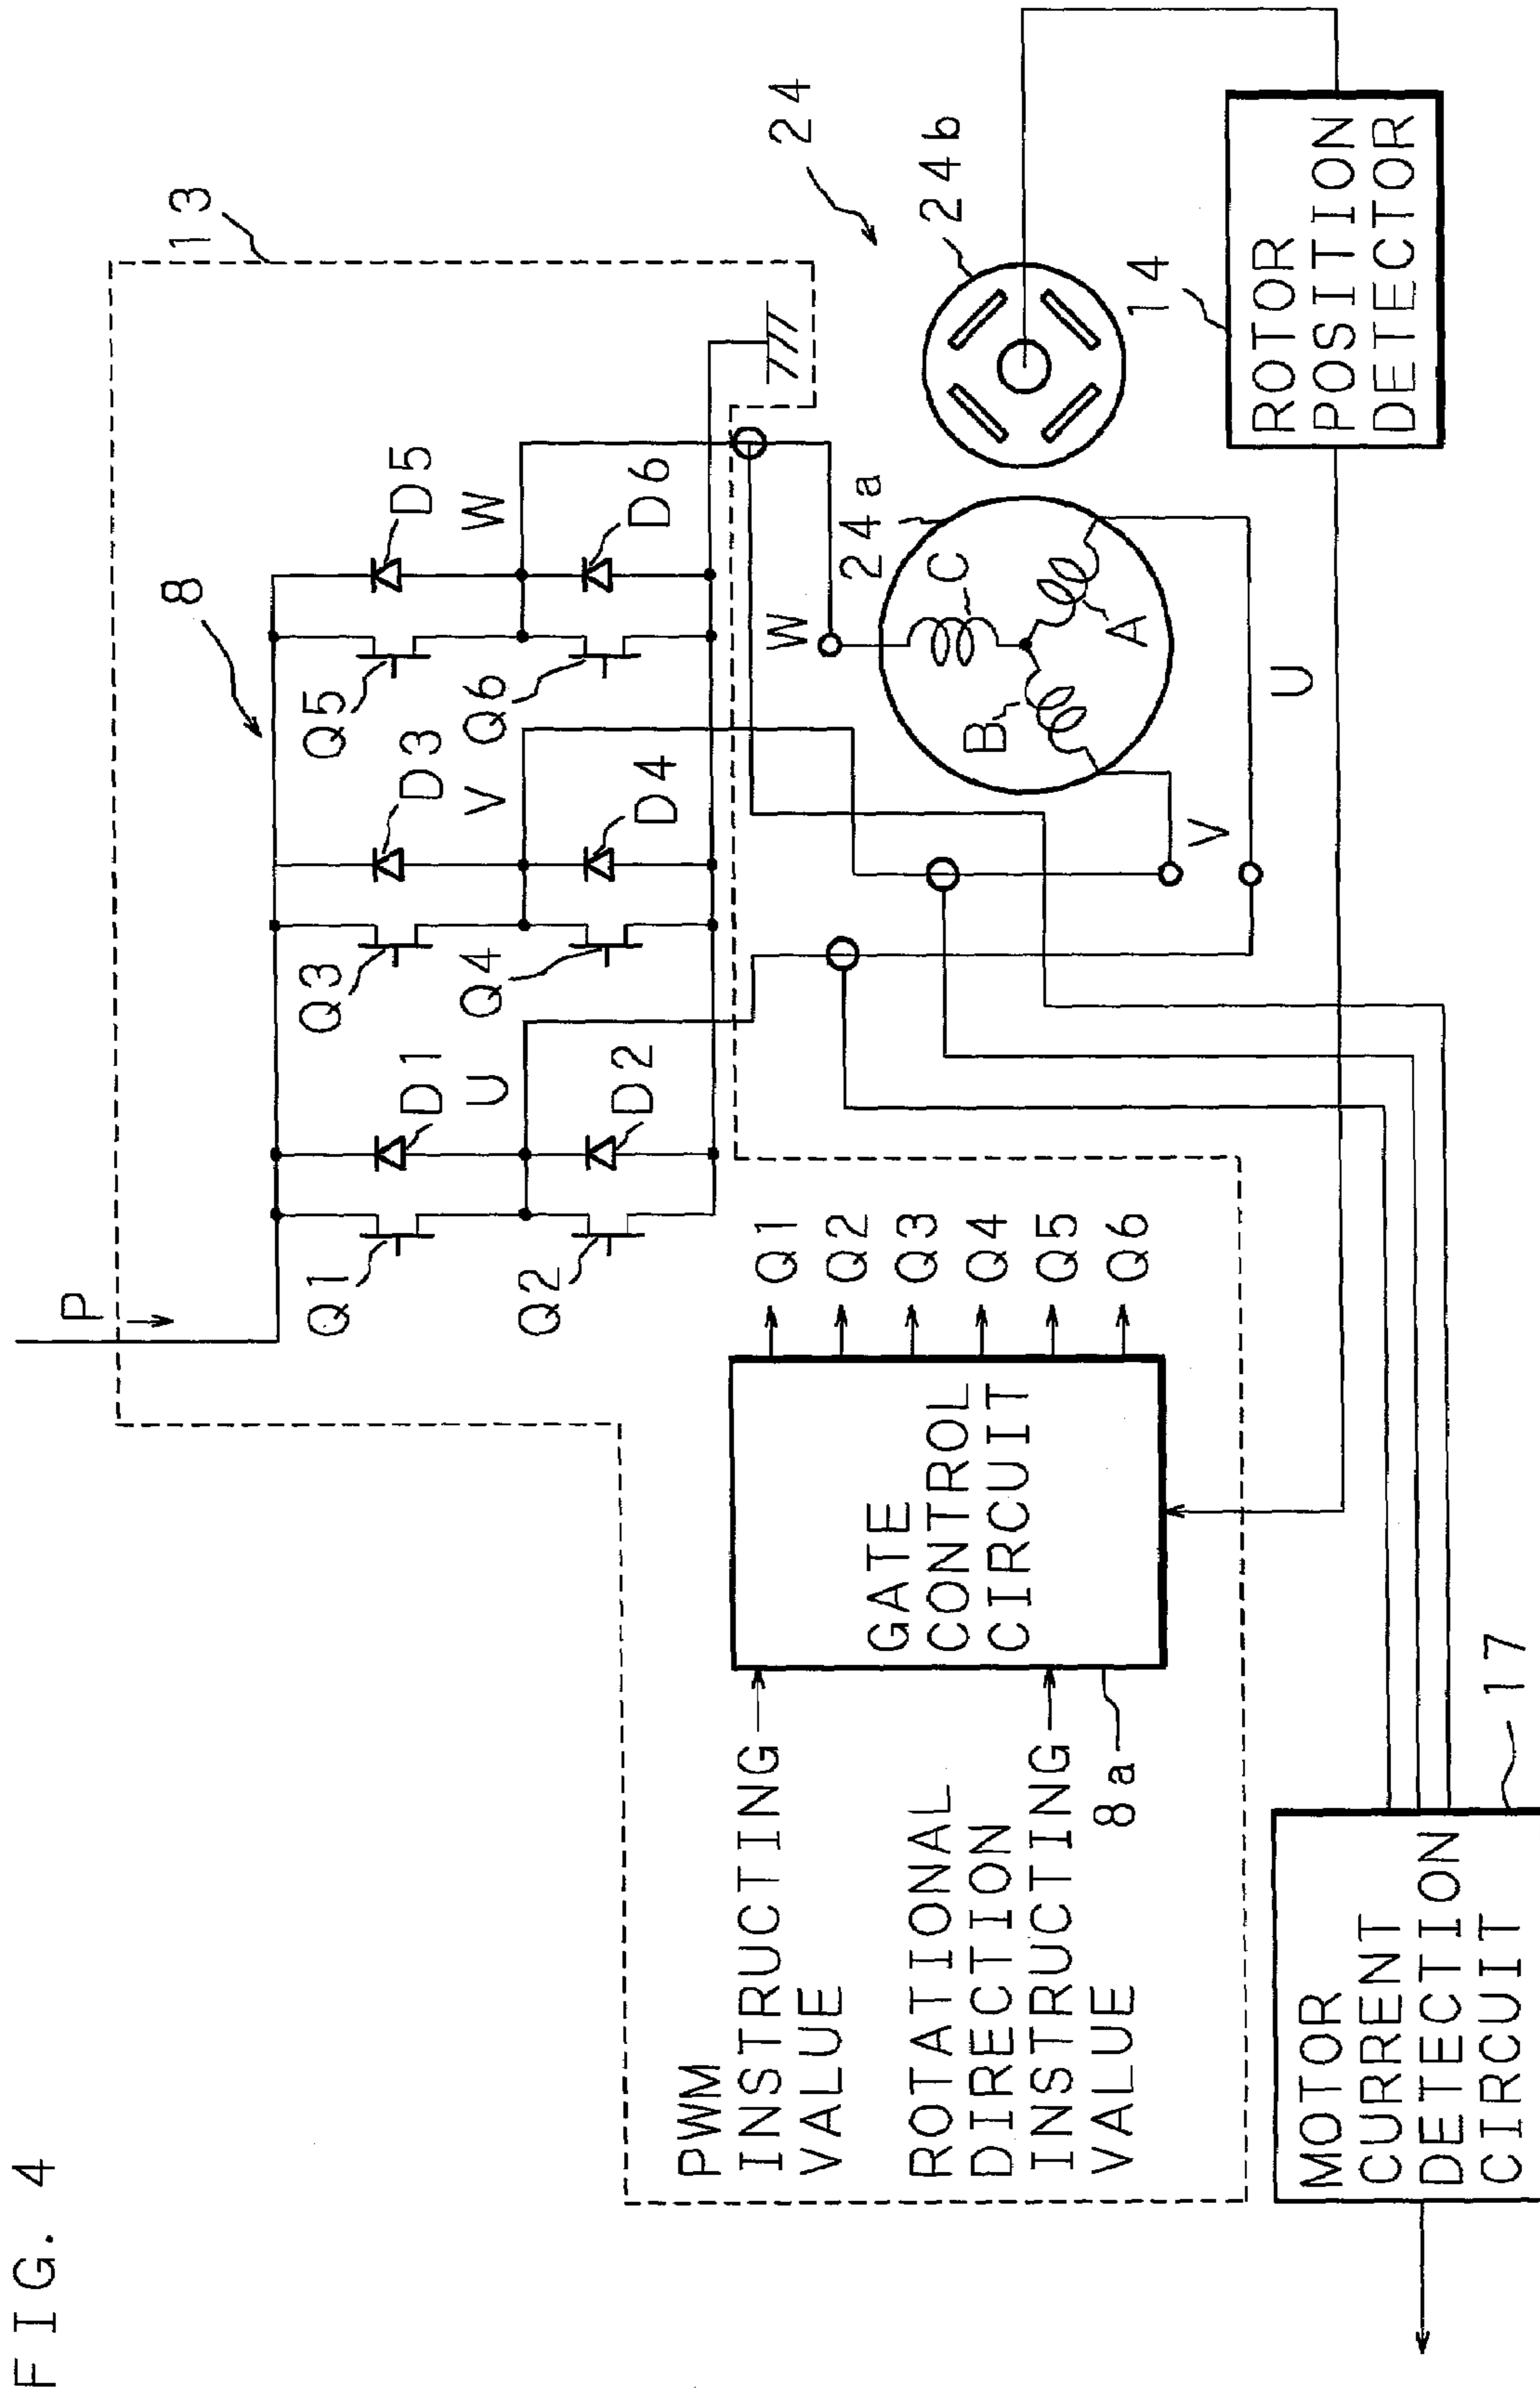 FIG. 4
P
13
8
Q1
D1
Q3
D3
Q5
D5
U
V
W
Q2
D2
Q4
D4
Q6
D6
PWM
INSTRUCTING
VALUE
ROTATIONAL
DIRECTION
INSTRUCTING
VALUE
8a
GATE
CONTROL
CIRCUIT
Q1
Q2
Q3
Q4
Q5
Q6
W
24a
C
B
A
V
U
24
24b
14
ROTOR
POSITION
DETECTOR
MOTOR
CURRENT
DETECTION
CIRCUIT
17